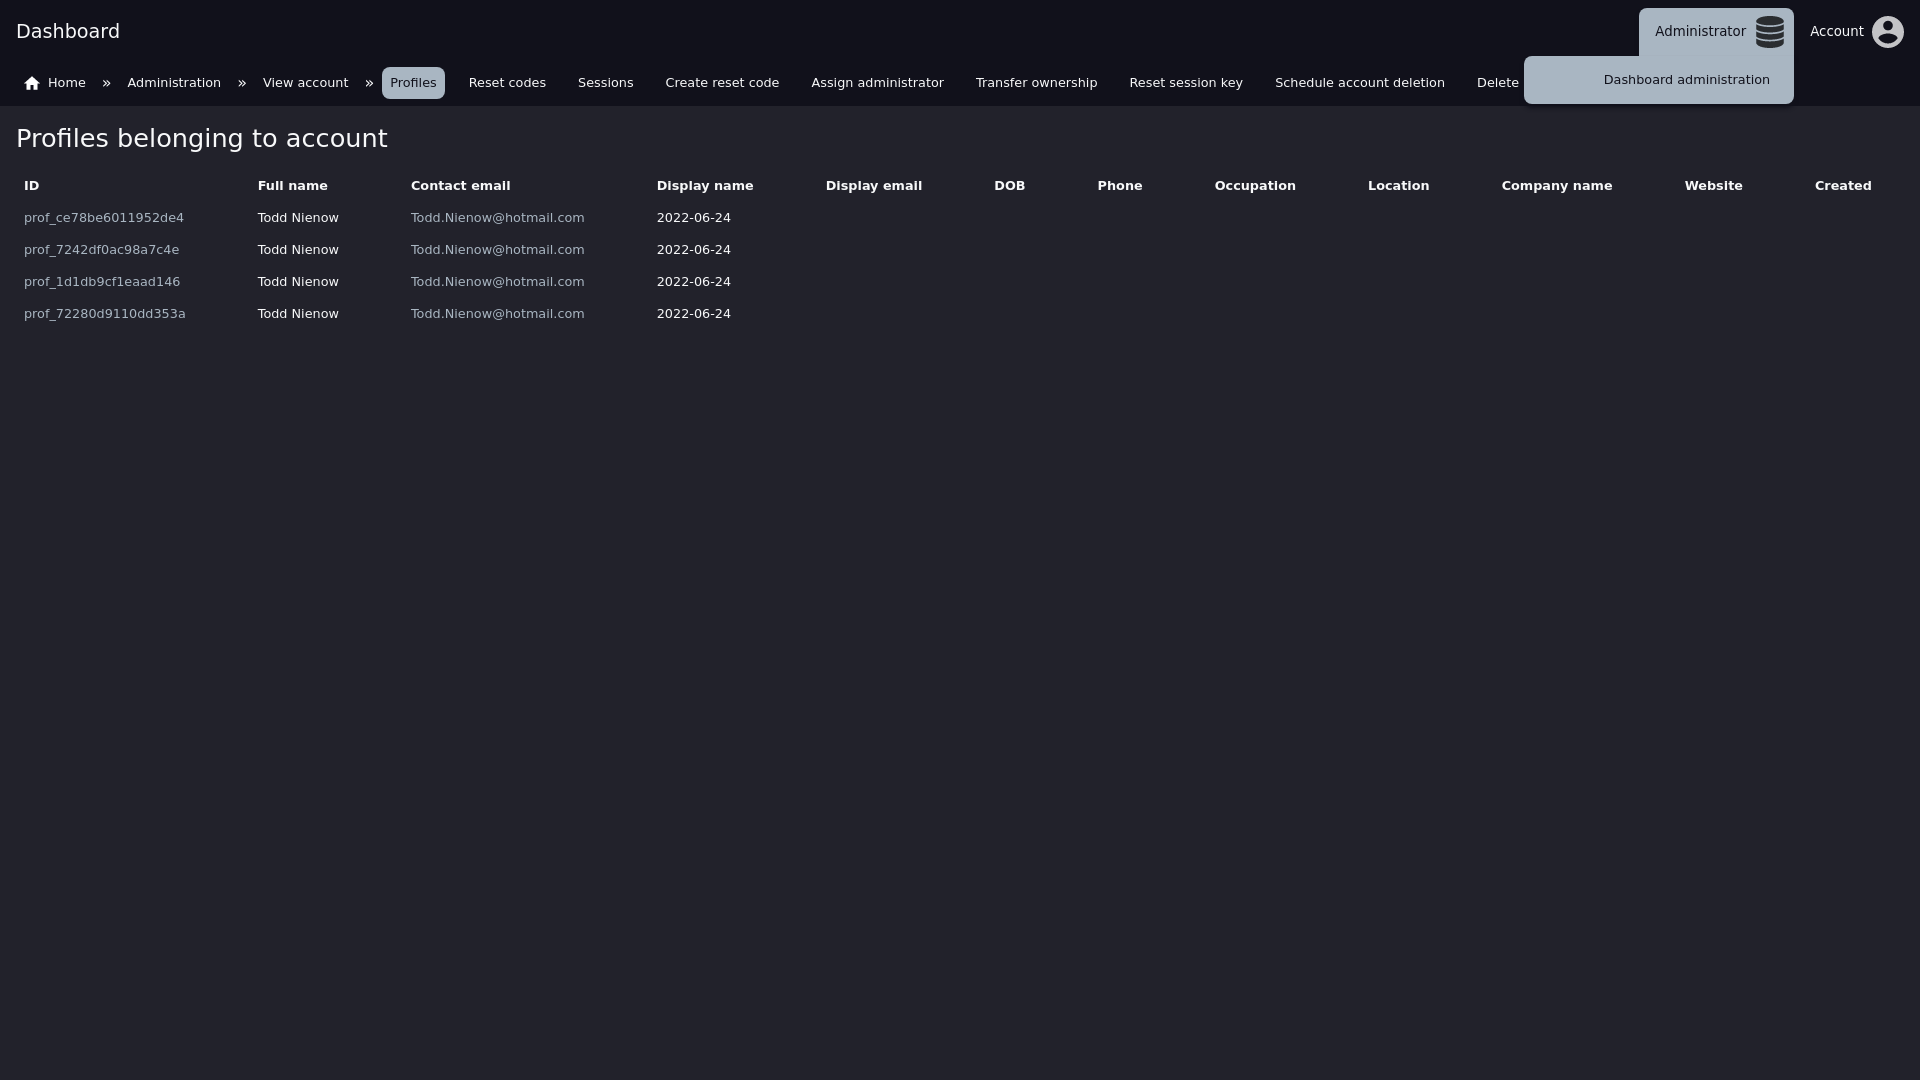 Dashboard
Administrator
Account
Home » Administration » View account » Profiles Reset codes Sessions Create reset code Assign administrator Transfer ownership Reset session key Schedule account deletion Delete
Dashboard administration
Profiles belonging to account
ID Full name Contact email Display name Display email DOB Phone Occupation Location Company name Website Created
prof_ce78be6011952de4 Todd Nienow Todd.Nienow@hotmail.com 2022-06-24
prof_7242df0ac98a7c4e Todd Nienow Todd.Nienow@hotmail.com 2022-06-24
prof_1d1db9cf1eaad146 Todd Nienow Todd.Nienow@hotmail.com 2022-06-24
prof_72280d9110dd353a Todd Nienow Todd.Nienow@hotmail.com 2022-06-24